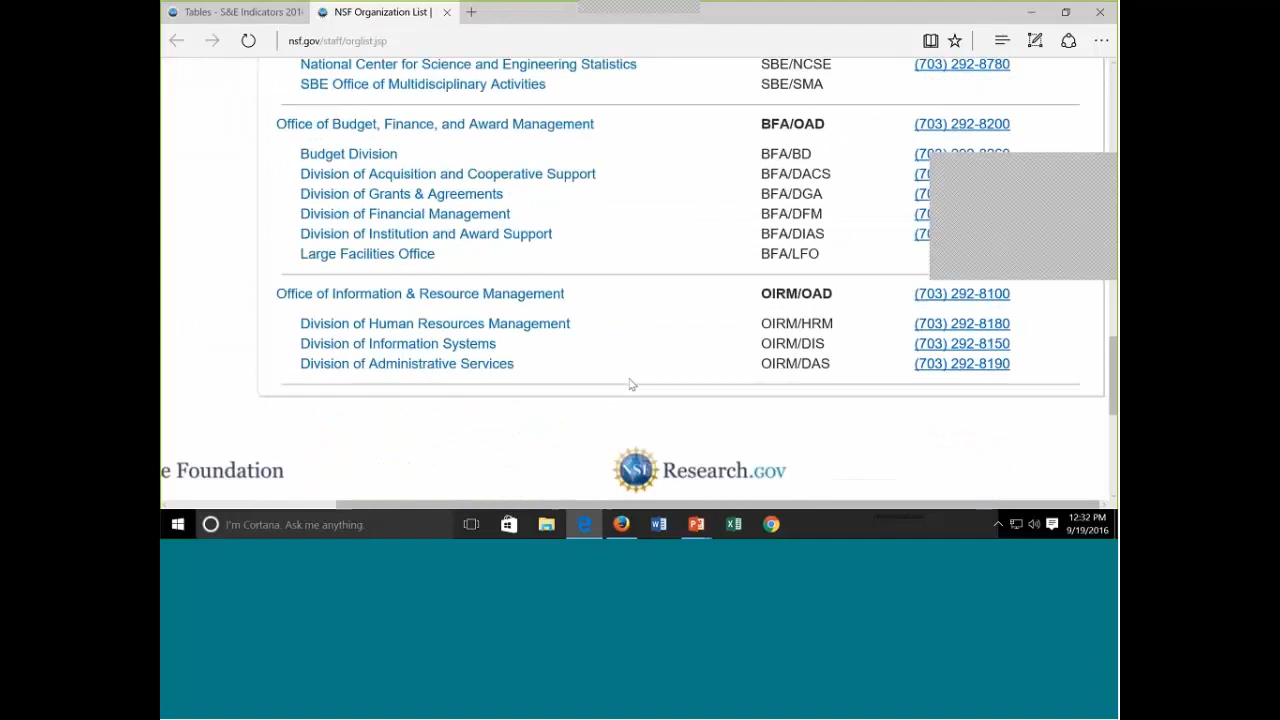 Tables - S&E Indicators 201
NSF Organization List |
nsf.gov/staff/orglist.jsp
National Center for Science and Engineering Statistics SBE/NCSE (703) 292-8780
SBE Office of Multidisciplinary Activities SBE/SMA
Office of Budget, Finance, and Award Management BFA/OAD (703) 292-8200
Budget Division BFA/BD
Division of Acquisition and Cooperative Support BFA/DACS
Division of Grants & Agreements BFA/DGA
Division of Financial Management BFA/DFM
Division of Institution and Award Support BFA/DIAS
Large Facilities Office BFA/LFO
Office of Information & Resource Management OIRM/OAD (703) 292-8100
Division of Human Resources Management OIRM/HRM (703) 292-8180
Division of Information Systems OIRM/DIS (703) 292-8150
Division of Administrative Services OIRM/DAS (703) 292-8190
e Foundation NSF Research.gov
I'm Cortana. Ask me anything. 12:32 PM
9/19/2016